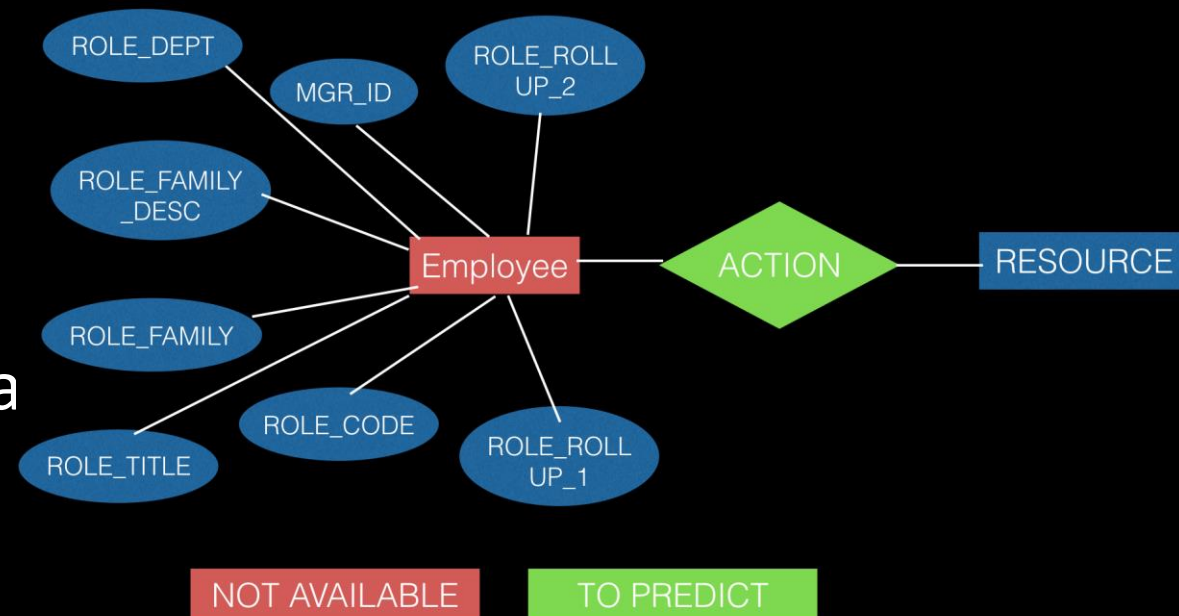 ROLE_DEPT
MGR_ID
ROLE_ROLL
UP_2
ROLE_FAMILY
_DESC
Employee
ACTION
RESOURCE
ROLE_FAMILY
a
ROLE_CODE
ROLE_ROLL
UP_1
ROLE_TITLE
NOT AVAILABLE
TO PREDICT